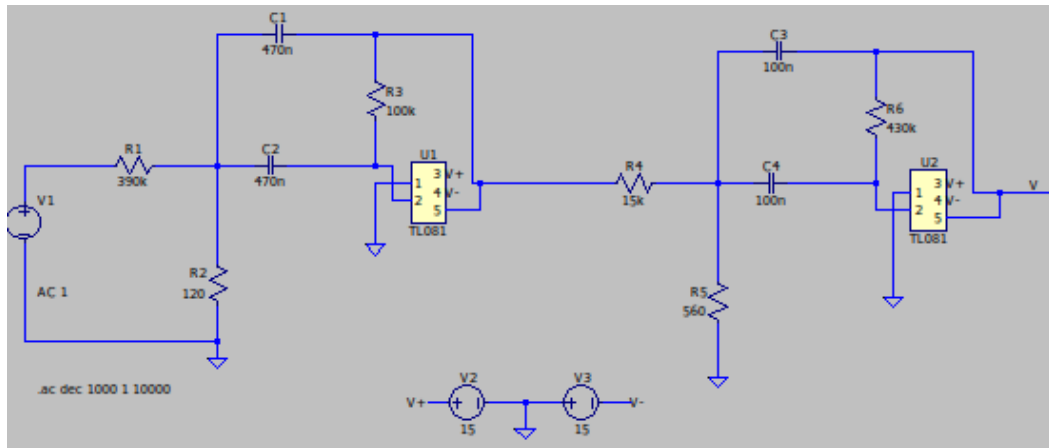 C1
470n
R3
100k
R1
390k
C2
470n
U1
1 3 V+
2 4 V-
5
TL081
V1
AC 1
R2
120
.ac dec 1000 1 10000
C3
100n
R6
430k
R4
15k
C4
100n
U2
1 3 V+
2 4 V-
5
TL081
V
R5
560
V+
V2
15
V3
15
V-